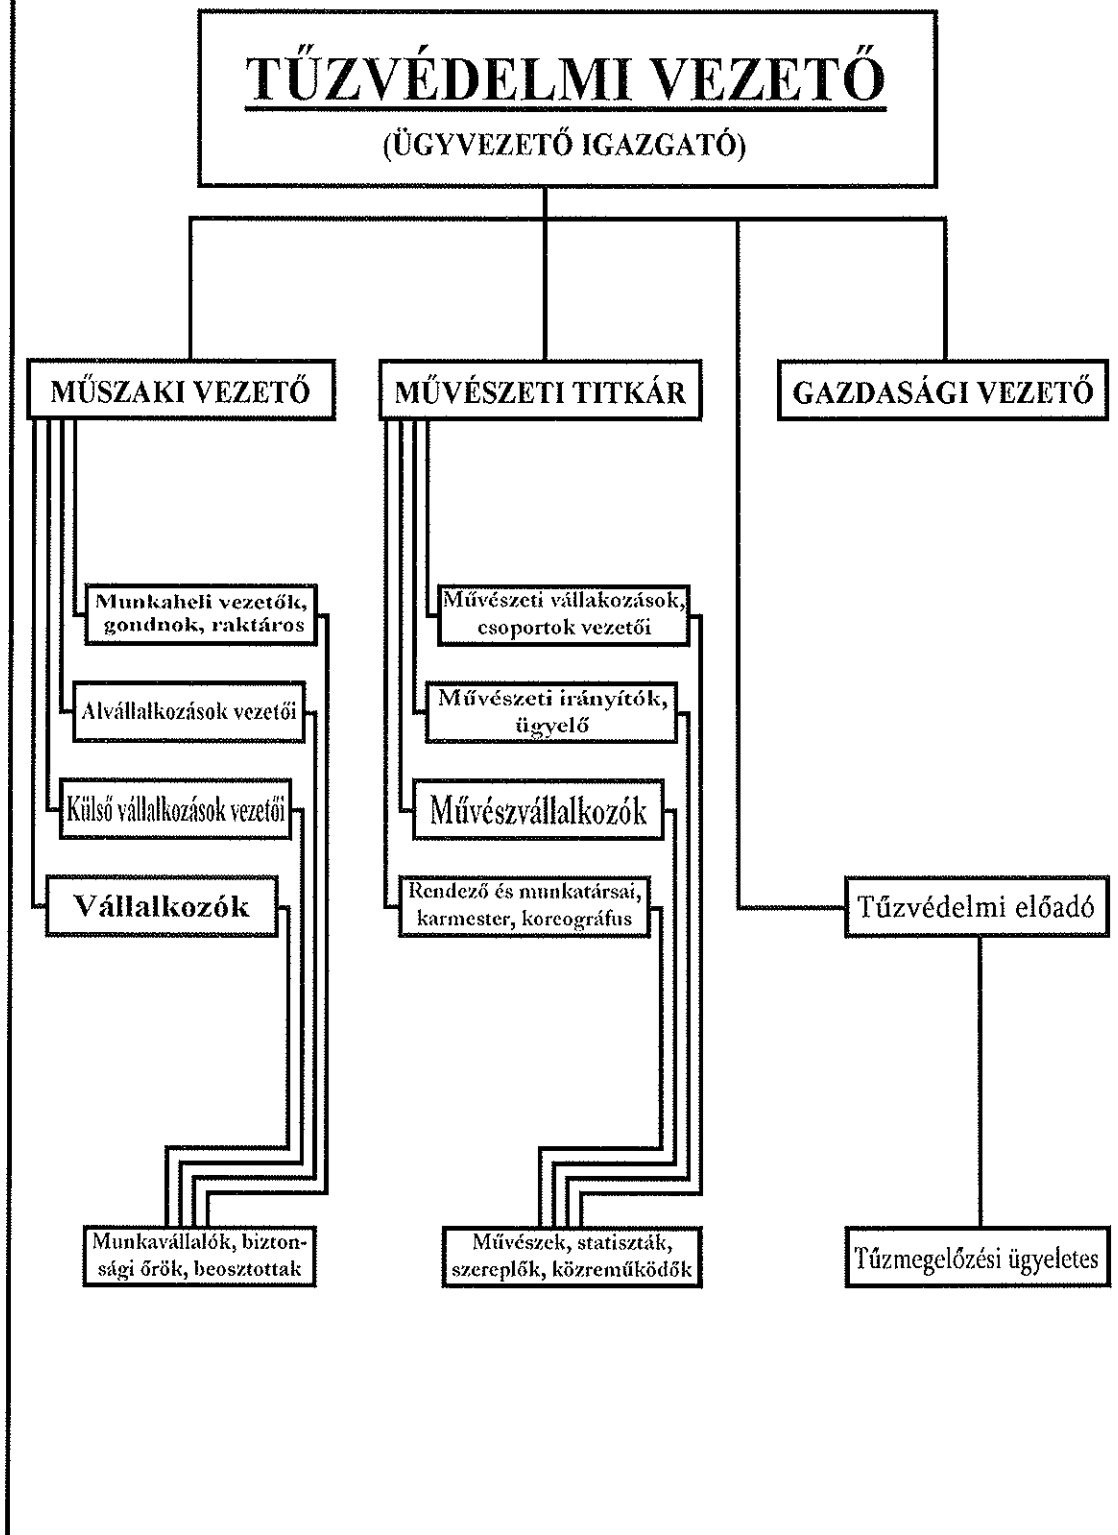 TŰZVÉDELMI VEZETŐ
(ÜGYVEZETŐ IGAZGATÓ)
MŰSZAKI VEZETŐ
MŰVÉSZETI TITKÁR
GAZDASÁGI VEZETŐ
Munkaheli vezetők,
gondnok, raktáros
Művészeti vállakozások,
csoportok vezetői
Alvállalkozások vezetői
Művészeti irányítók,
ügyelő
Külső vállalkozások vezetői
Művészvállalkozók
Vállalkozók
Rendező és munkatársai,
karmester, koreográfus
Tűzvédelmi előadó
Munkavállalók, bizton-
sági őrök, beosztottak
Művészek, statiszták,
szereplők, közreműködők
Tűzmegelőzési ügyeletes